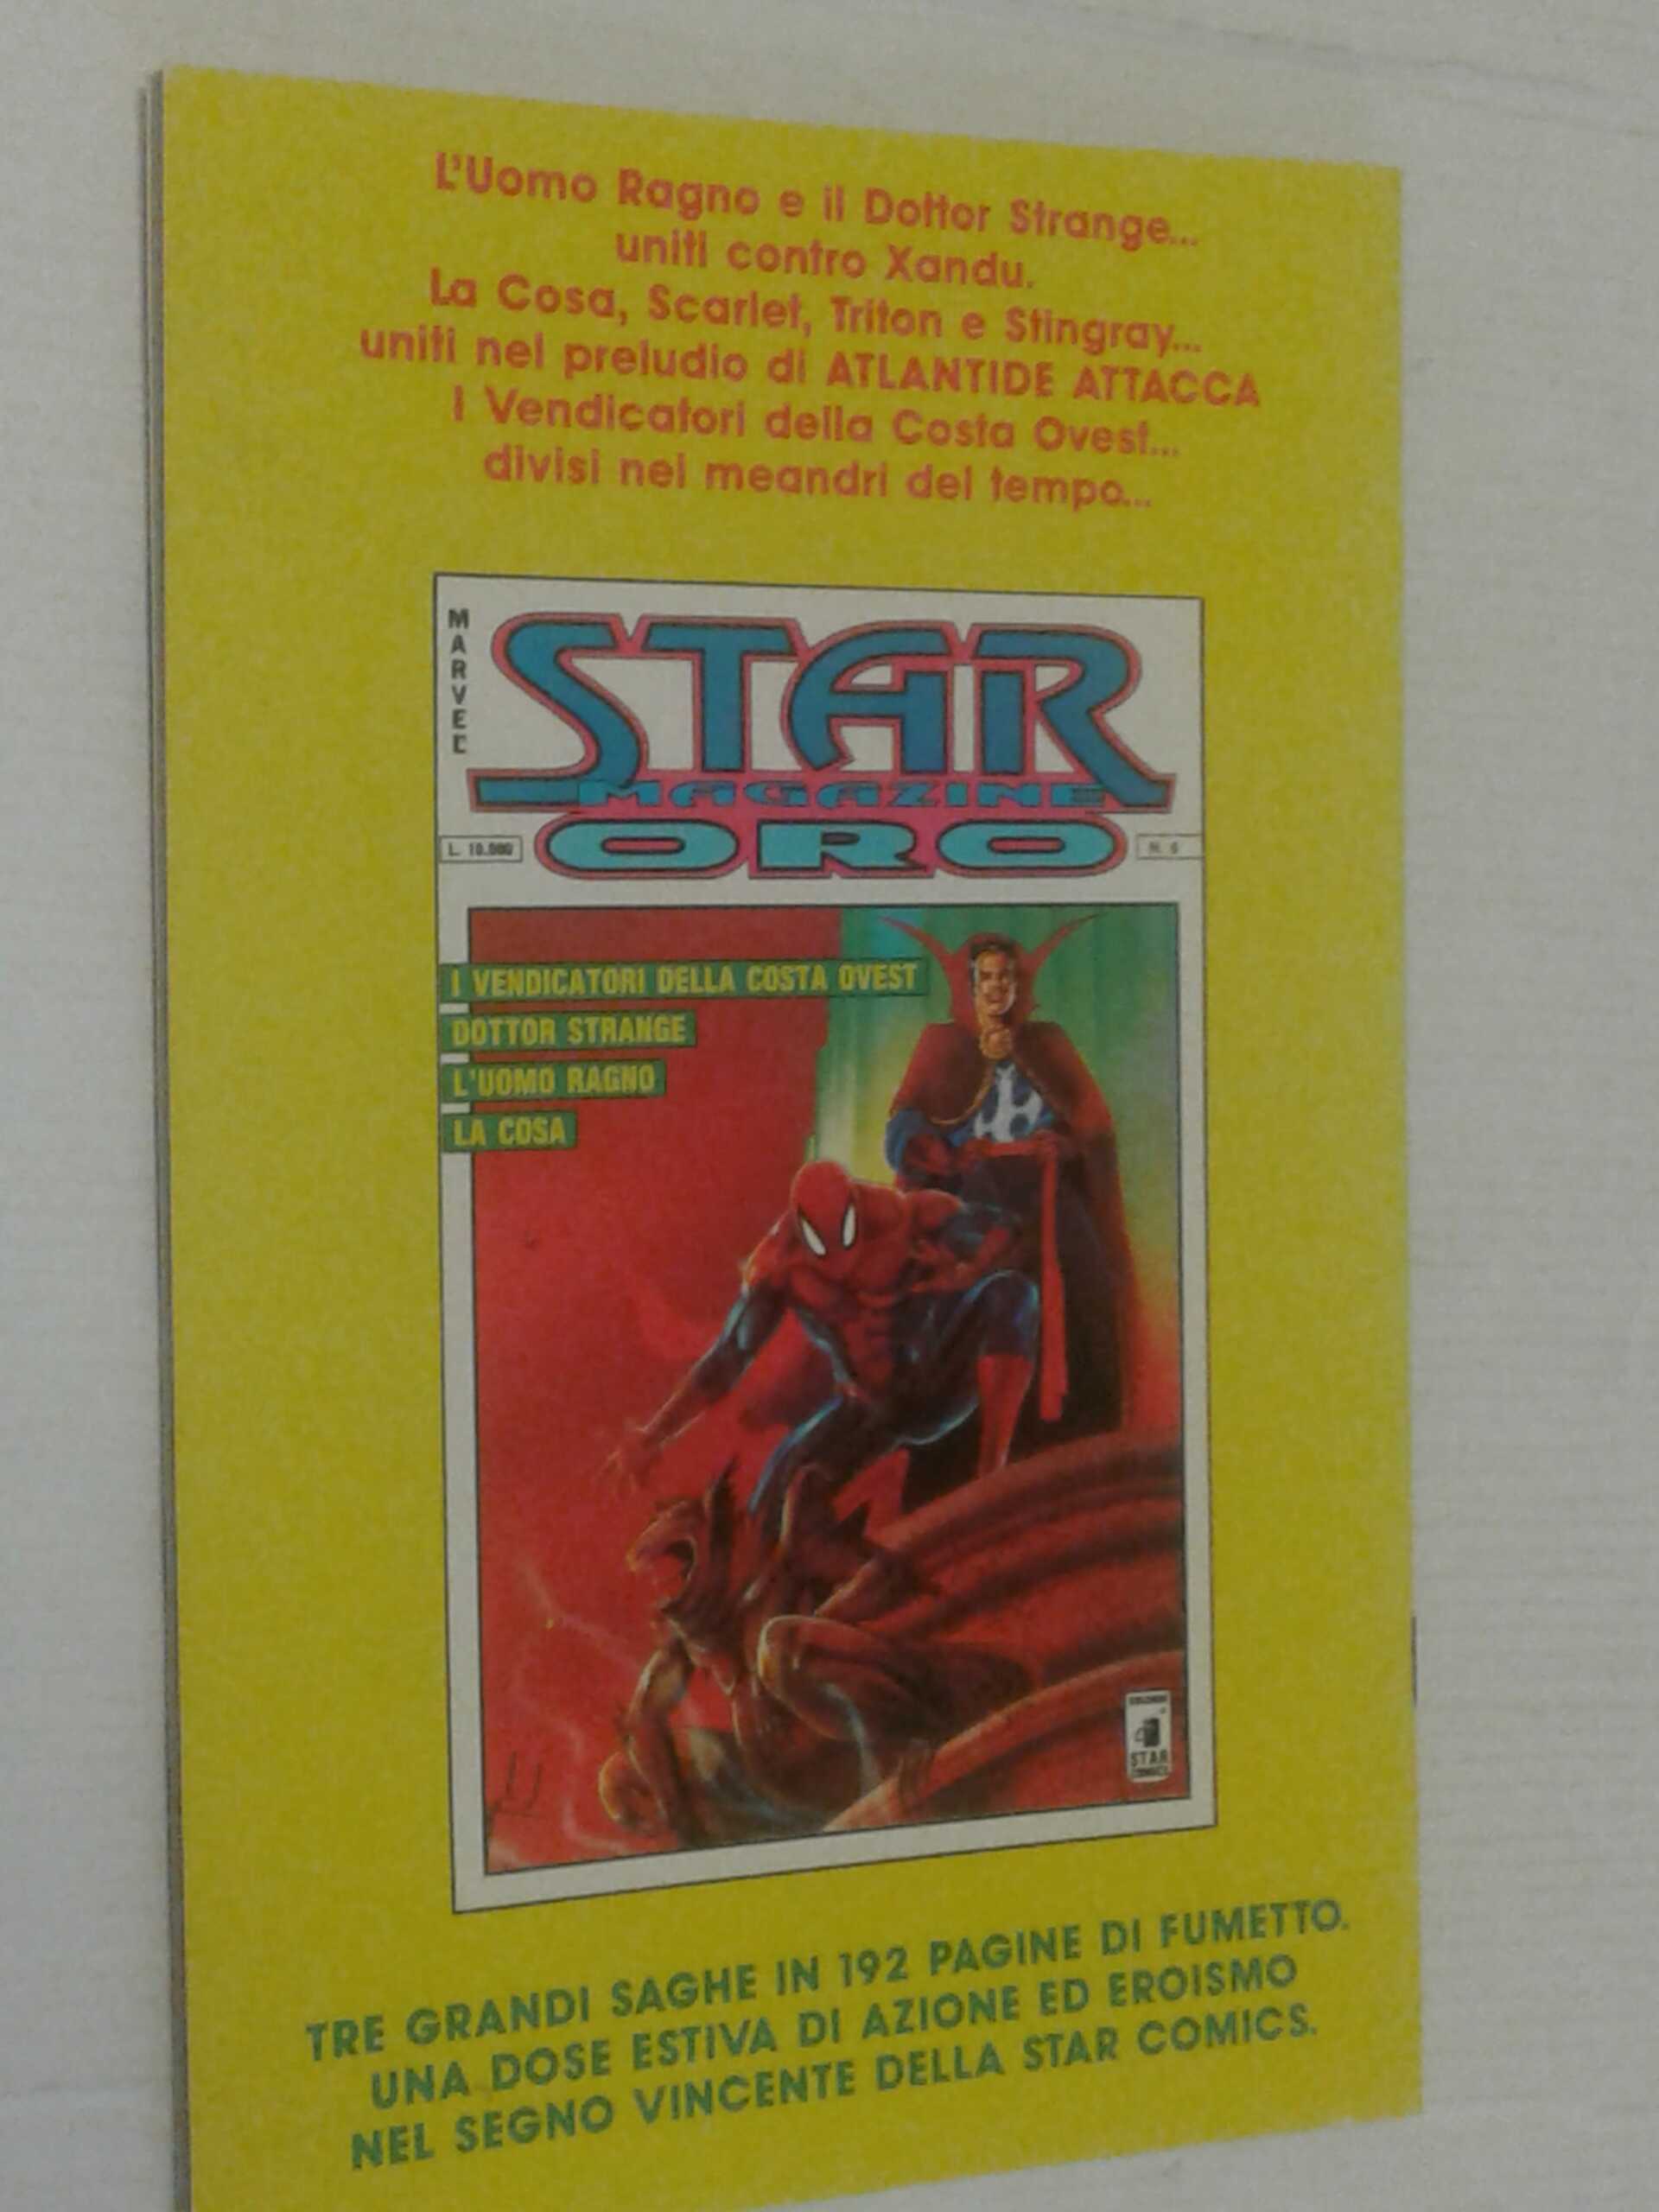 L'Uomo Ragno e il Dottor Strange...
uniti contro Xandu.
La Cosa, Scarlet, Triton e Stingray...
uniti nel preludio di ATLANTIDE ATTACCA
I Vendicatori della Costa Ovest...
divisi nei meandri del tempo...
MARVEL
STAR
MAGAZINE
ORO
L. 10.000
N. 6
I VENDICATORI DELLA COSTA OVEST
DOTTOR STRANGE
L'UOMO RAGNO
LA COSA
STAR
COMICS
TRE GRANDI SAGHE IN 192 PAGINE DI FUMETTO.
UNA DOSE ESTIVA DI AZIONE ED EROISMO
NEL SEGNO VINCENTE DELLA STAR COMICS.